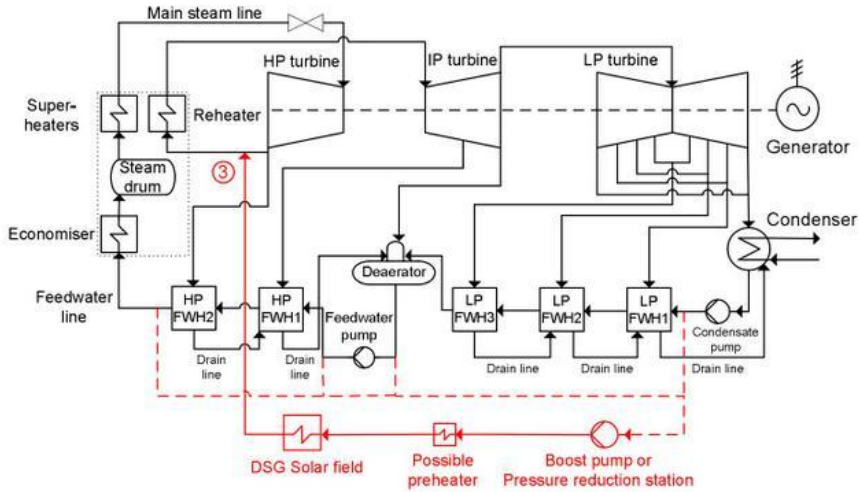 Main steam line
HP turbine
IP turbine
LP turbine
Super-
heaters
Reheater
Generator
③
Steam
drum
Economiser
Condenser
Deaerator
Feedwater
line
HP
FWH2
HP
FWH1
Feedwater
pump
LP
FWH3
LP
FWH2
LP
FWH1
Condensate
pump
Drain
line
Drain
line
Drain line
Drain line
Drain line
DSG Solar field
Possible
preheater
Boost pump or
Pressure reduction station